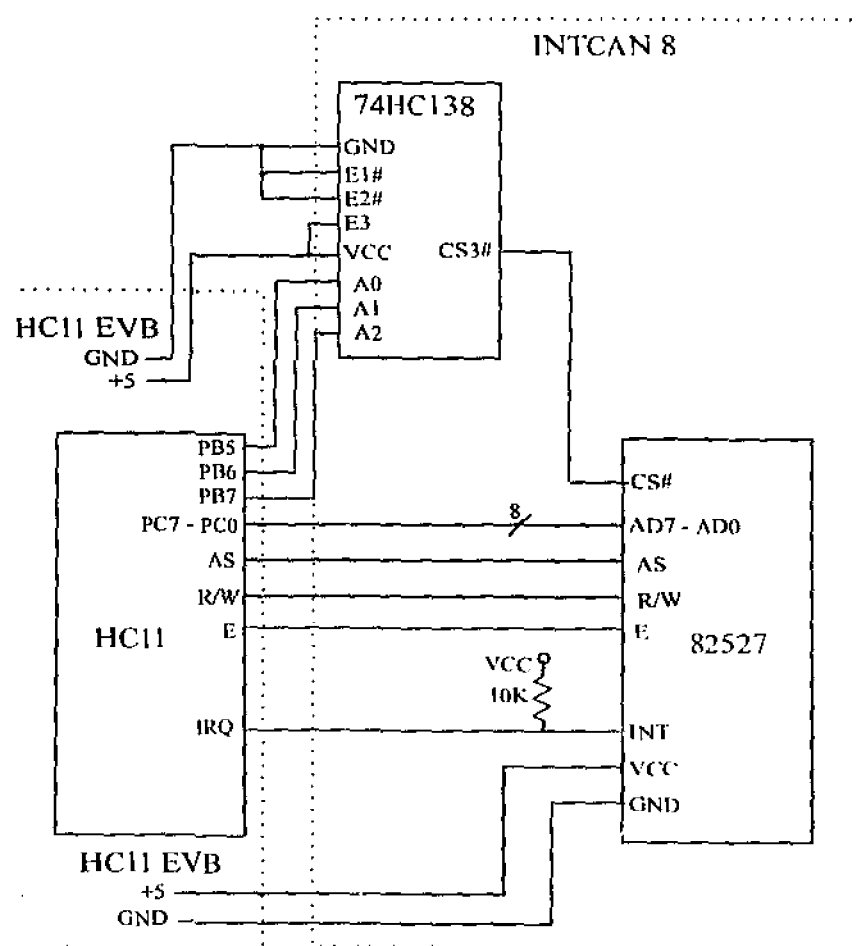 INTCAN 8
74HC138
GND
E1#
E2#
E3
VCC
CS3#
A0
A1
A2
HC11 EVB
GND
+5
PB5
PB6
PB7
PC7 - PC0
AS
R/W
E
HC11
IRQ
8
CS#
AD7 - AD0
AS
R/W
E
82527
VCC
10K
INT
VCC
GND
HC11 EVB
+5
GND